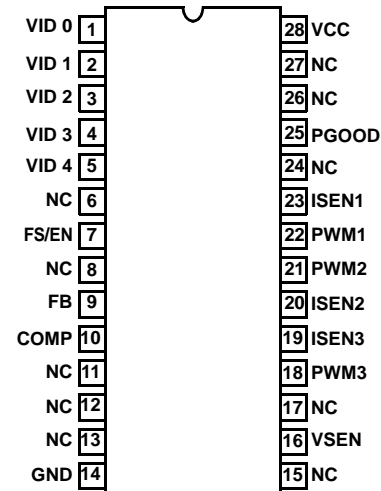 VID 0 1 28 VCC
VID 1 2 27 NC
VID 2 3 26 NC
VID 3 4 25 PGOOD
VID 4 5 24 NC
NC 6 23 ISEN1
FS/EN 7 22 PWM1
NC 8 21 PWM2
FB 9 20 ISEN2
COMP 10 19 ISEN3
NC 11 18 PWM3
NC 12 17 NC
NC 13 16 VSEN
GND 14 15 NC